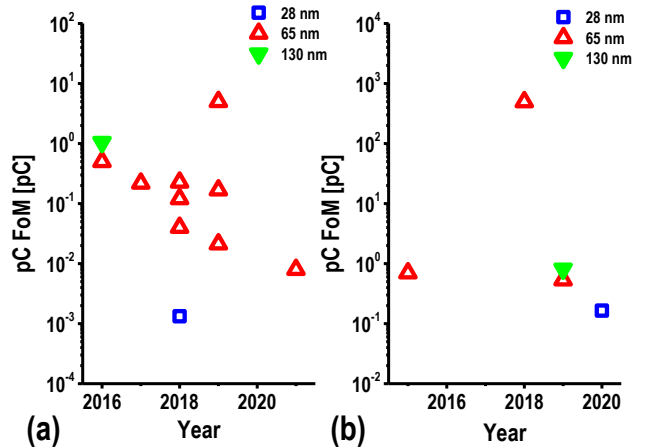 10^2
10^1
10^0
10^-1
10^-2
10^-3
10^-4
pC FoM [pC]
28 nm
65 nm
130 nm
2016 2018 2020
Year
(a)
10^4
10^3
10^2
10^1
10^0
10^-1
10^-2
pC FoM [pC]
28 nm
65 nm
130 nm
2016 2018 2020
Year
(b)